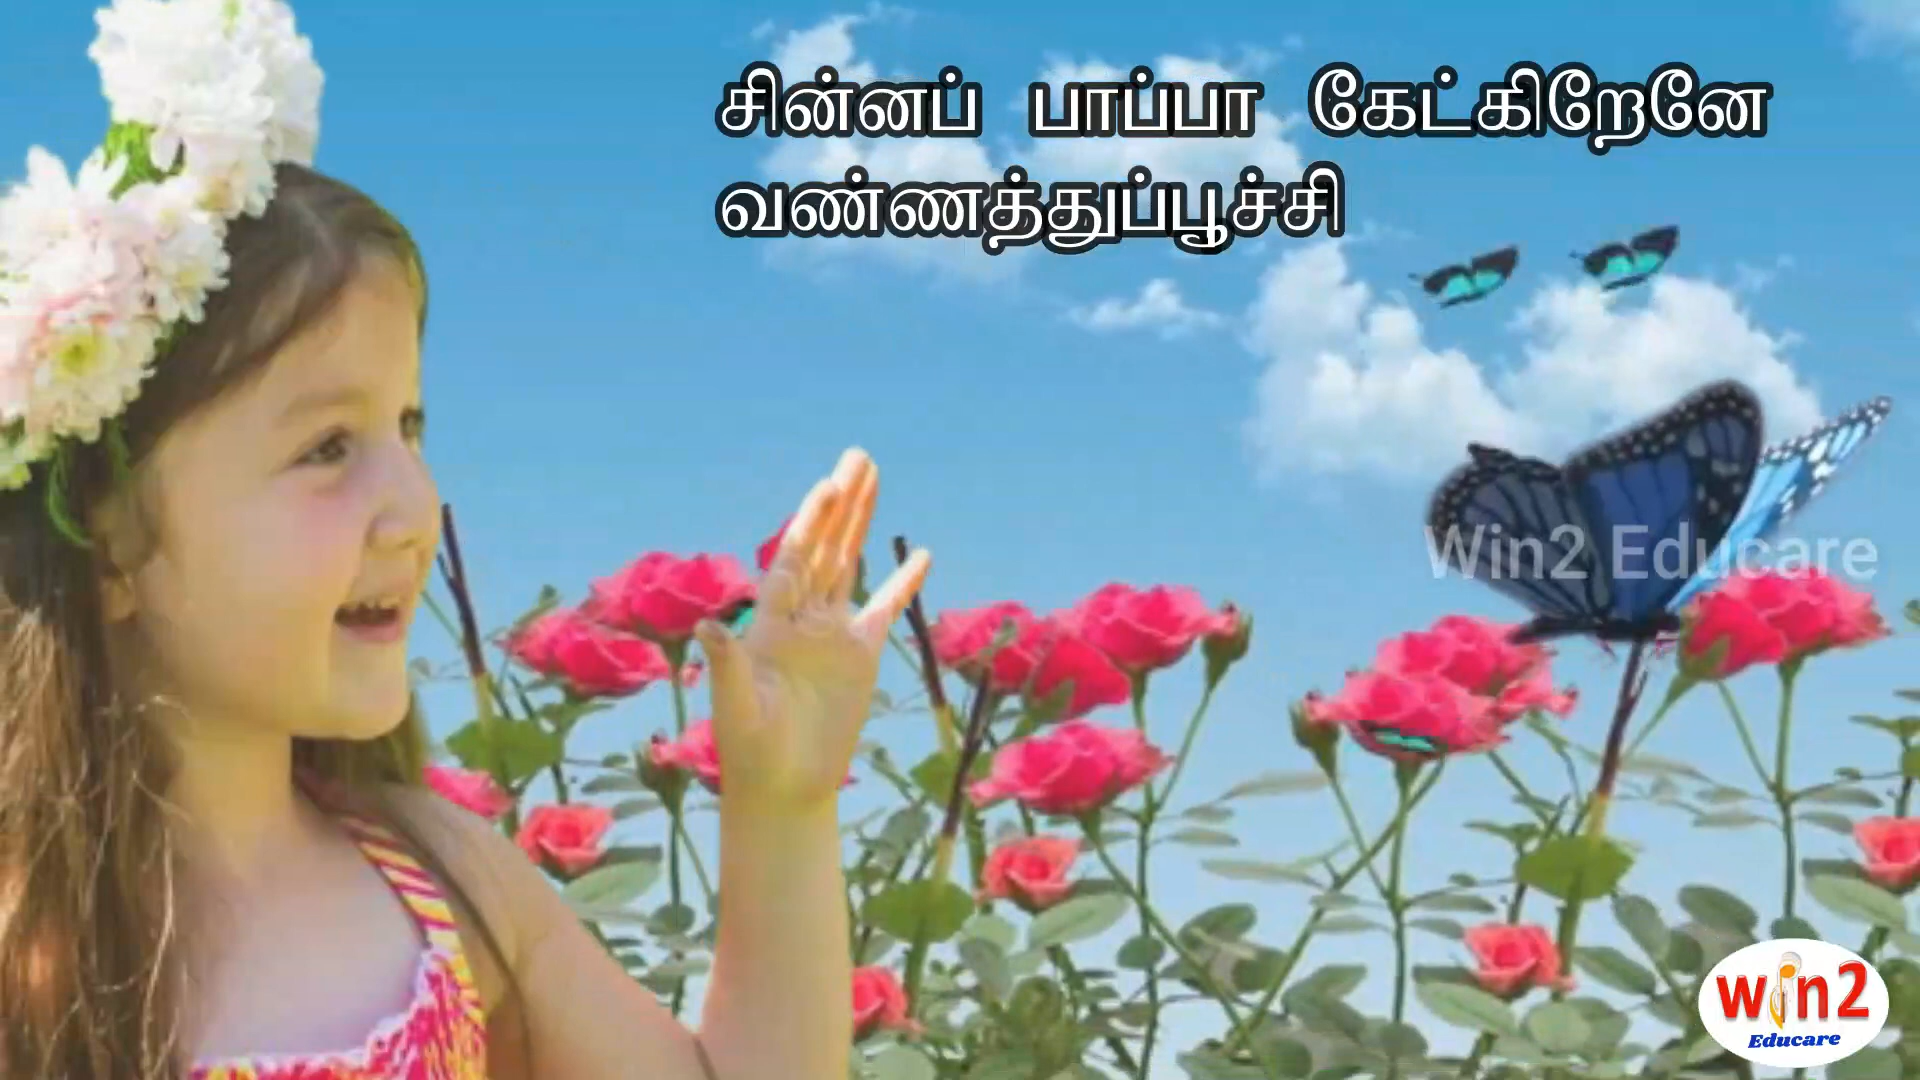 சின்னப் பாப்பா கேட்கிறேனே
வண்ணத்துப்பூச்சி
Win2 Educare
win2
Educare